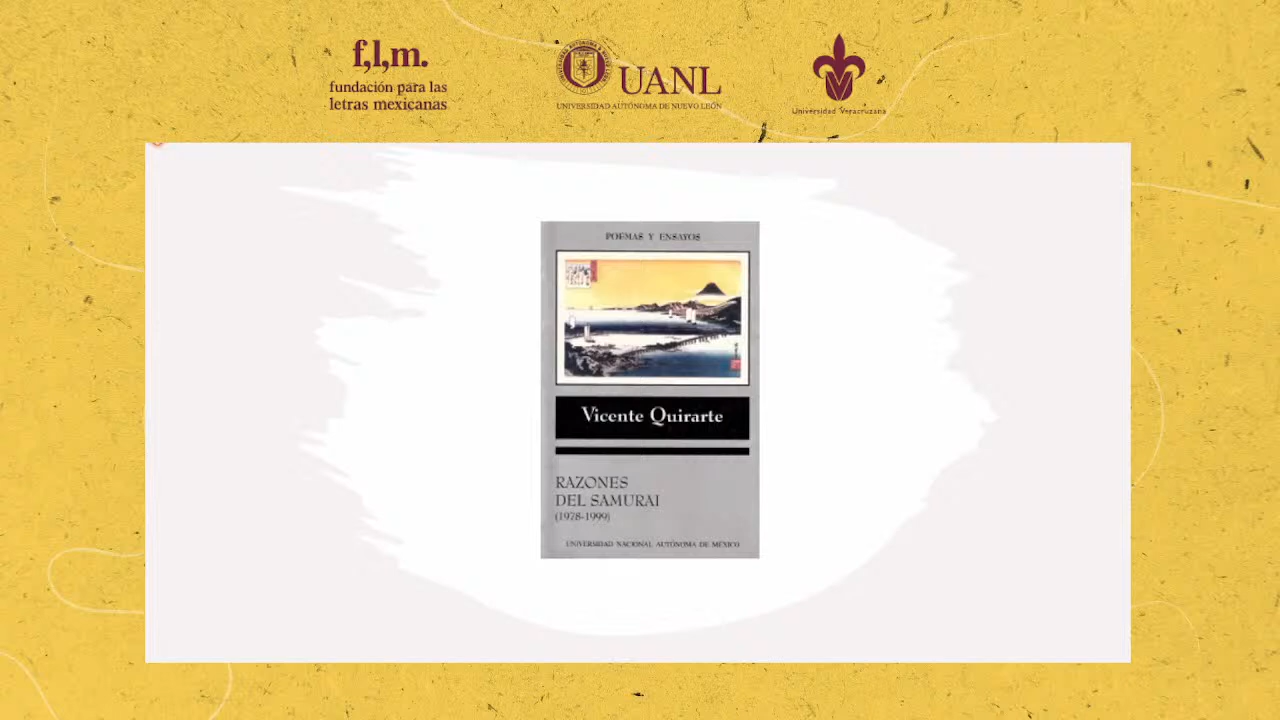 f,l,m.
fundación para las
letras mexicanas
UANL
UNIVERSIDAD AUTÓNOMA DE NUEVO LEÓN
Universidad Veracruzana
POEMAS Y ENSAYOS
Vicente Quirarte
RAZONES
DEL SAMURAI
(1978-1999)
UNIVERSIDAD NACIONAL AUTÓNOMA DE MÉXICO